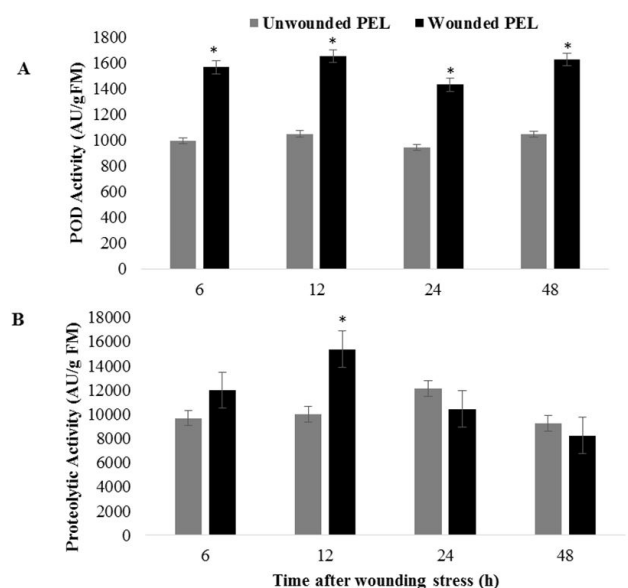 Unwounded PEL Wounded PEL
A
POD Activity (AU/gFM)
1800
1600
1400
1200
1000
800
600
400
200
0
* * * *
6 12 24 48
B
Proteolytic Activity (AU/g FM)
18000
16000
14000
12000
10000
8000
6000
4000
2000
0
*
6 12 24 48
Time after wounding stress (h)